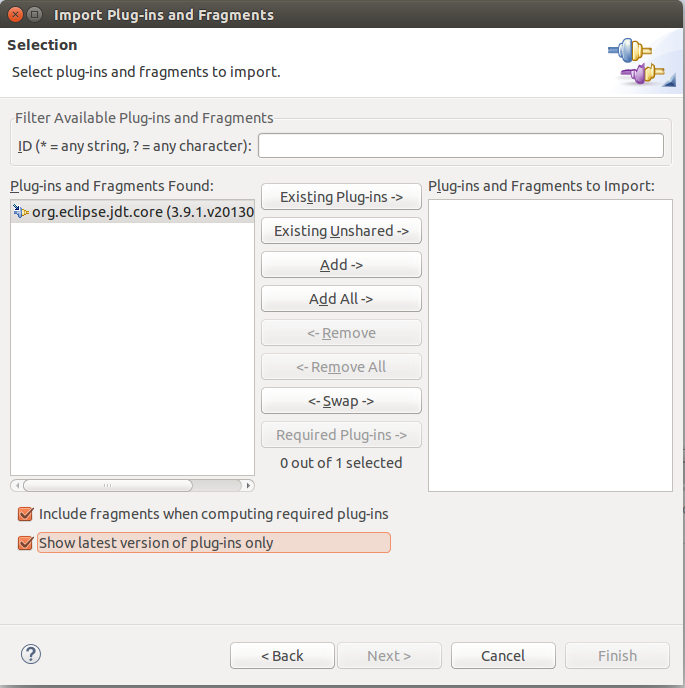 Import Plug-ins and Fragments
Selection
Select plug-ins and fragments to import.
Filter Available Plug-ins and Fragments
ID (* = any string, ? = any character):
Plug-ins and Fragments Found:
Plug-ins and Fragments to Import:
org.eclipse.jdt.core (3.9.1.v20130
Existing Plug-ins ->
Existing Unshared ->
Add ->
Add All ->
<- Remove
<- Remove All
<- Swap ->
Required Plug-ins ->
0 out of 1 selected
Include fragments when computing required plug-ins
Show latest version of plug-ins only
?
< Back
Next >
Cancel
Finish